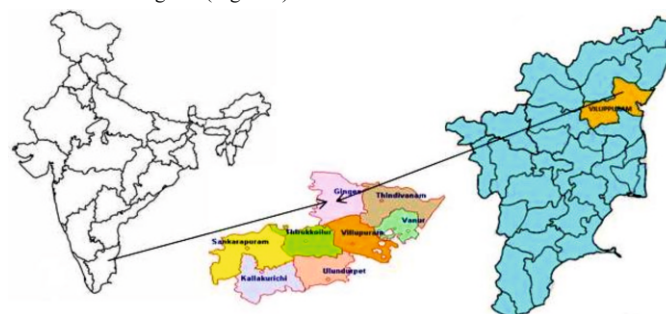 VILLUPPURAM
Gingee
Thindivanam
Vanur
Thirukkoilur
Villupuram
Sankarapuram
Kallakurichi
Ulundurpet